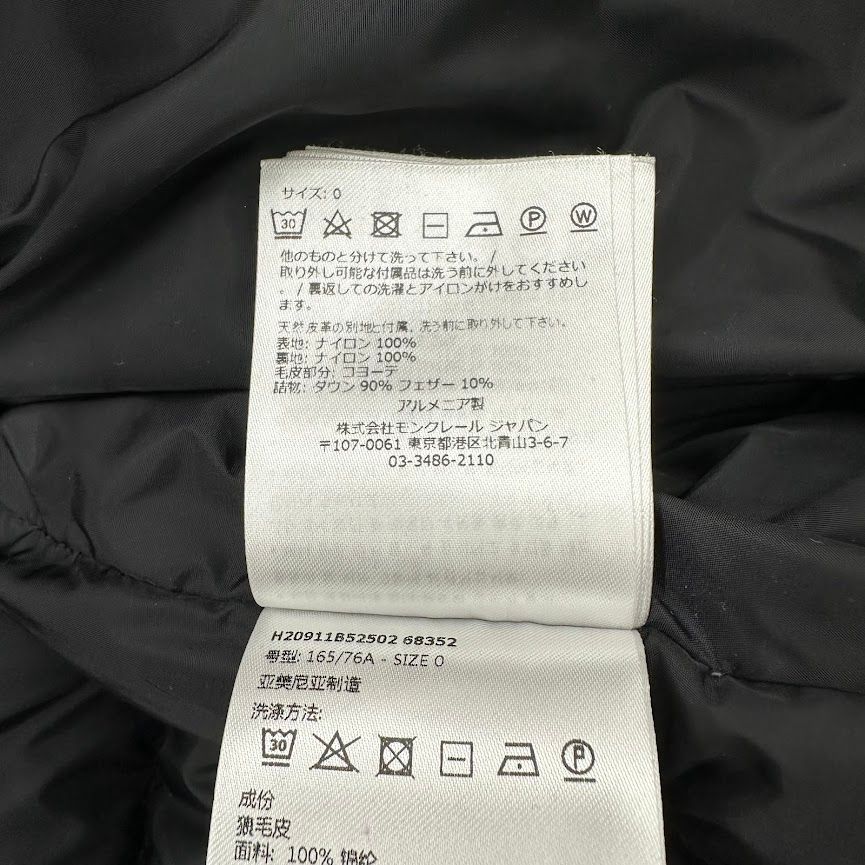 サイズ: 0
30 P W
他のものと分けて洗って下さい。/
取り外し可能な付属品は洗う前に外してください
。/ 裏返しての洗濯とアイロンがけをおすすめし
ます。
天然皮革の別地と付属，洗う前に取り外して下さい。
表地: ナイロン 100%
裏地: ナイロン 100%
毛皮部分: コヨーテ
詰物: ダウン 90% フェザー 10%
アルメニア製
株式会社モンクレール ジャパン
〒107-0061 東京都港区北青山3-6-7
03-3486-2110
H20911B52502 68352
号型: 165/76A - SIZE 0
亚美尼亚制造
洗涤方法:
30 P
成份
狼毛皮
面料: 100% 锦纶